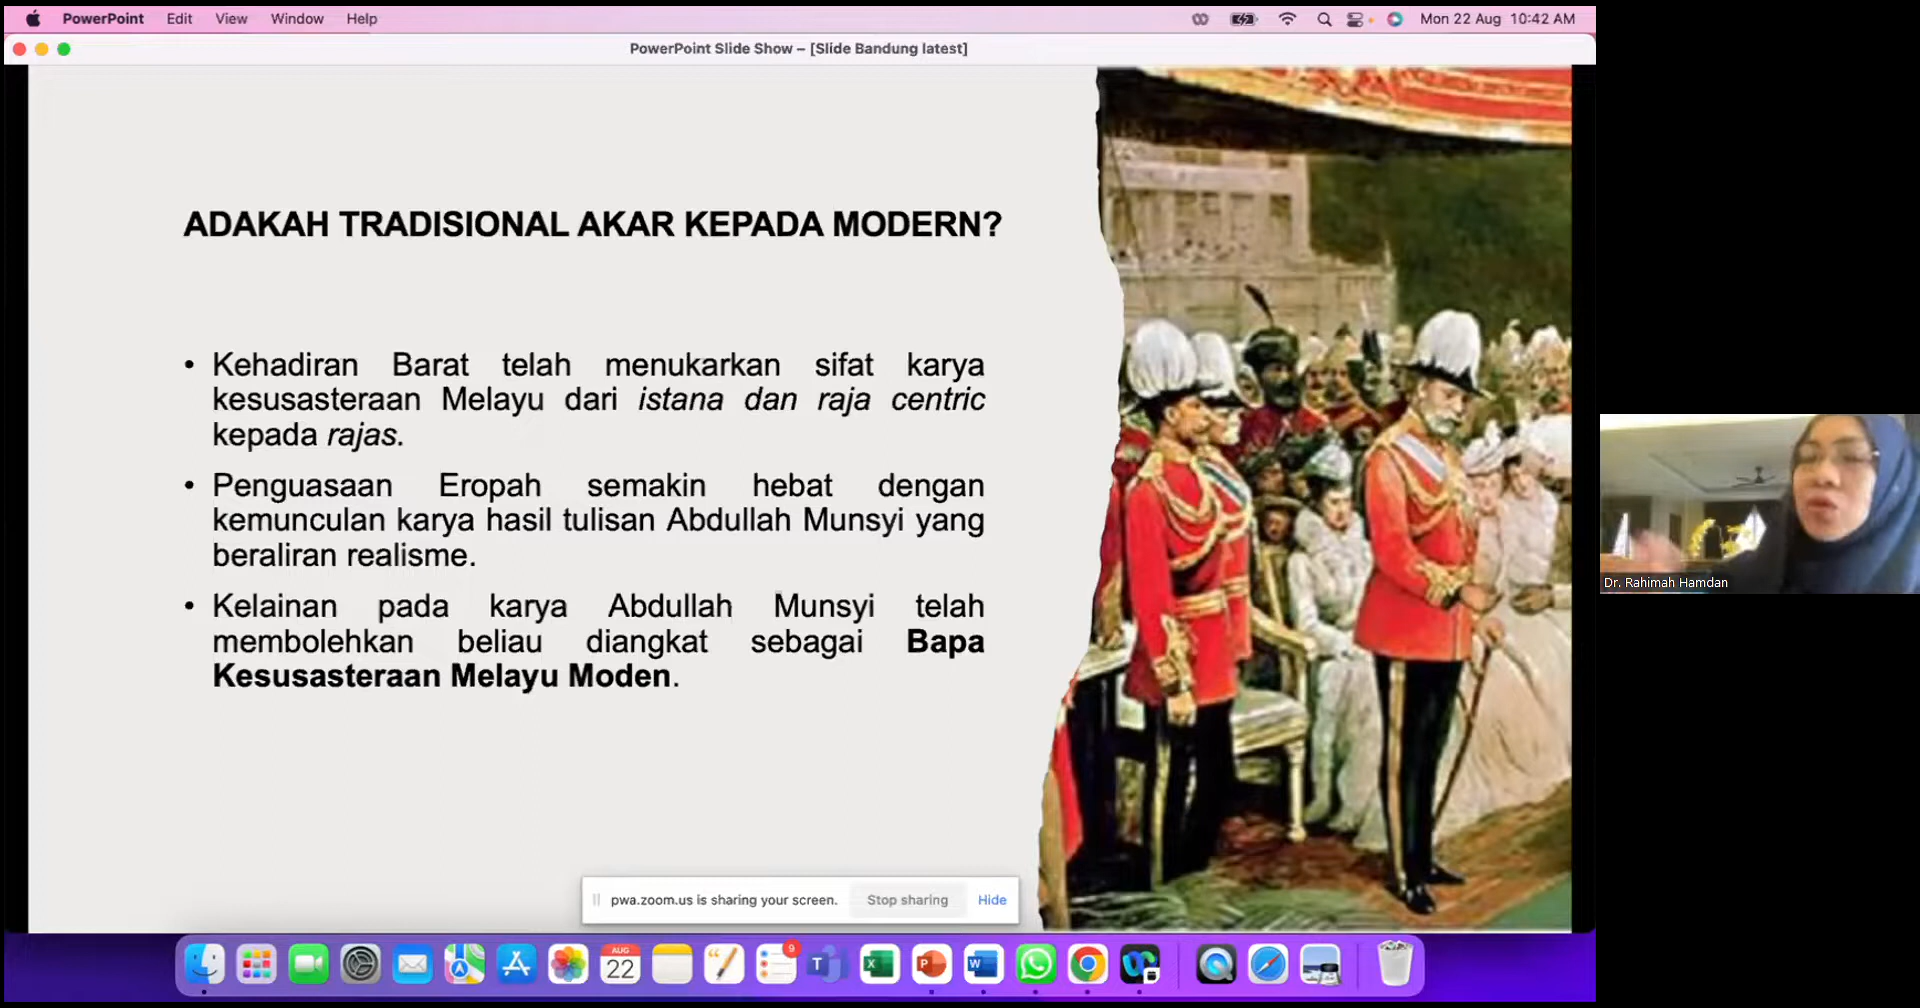 PowerPoint Edit View Window Help
Mon 22 Aug 10:42 AM
PowerPoint Slide Show – [Slide Bandung latest]
ADAKAH TRADISIONAL AKAR KEPADA MODERN?
• Kehadiran Barat telah menukarkan sifat karya
kesusasteraan Melayu dari istana dan raja centric
kepada rajas.
• Penguasaan Eropah semakin hebat dengan
kemunculan karya hasil tulisan Abdullah Munsyi yang
beraliran realisme.
• Kelainan pada karya Abdullah Munsyi telah
membolehkan beliau diangkat sebagai Bapa
Kesusasteraan Melayu Moden.
Dr. Rahimah Hamdan
pwa.zoom.us is sharing your screen. Stop sharing Hide
AUG
22
9
T
X
P
W